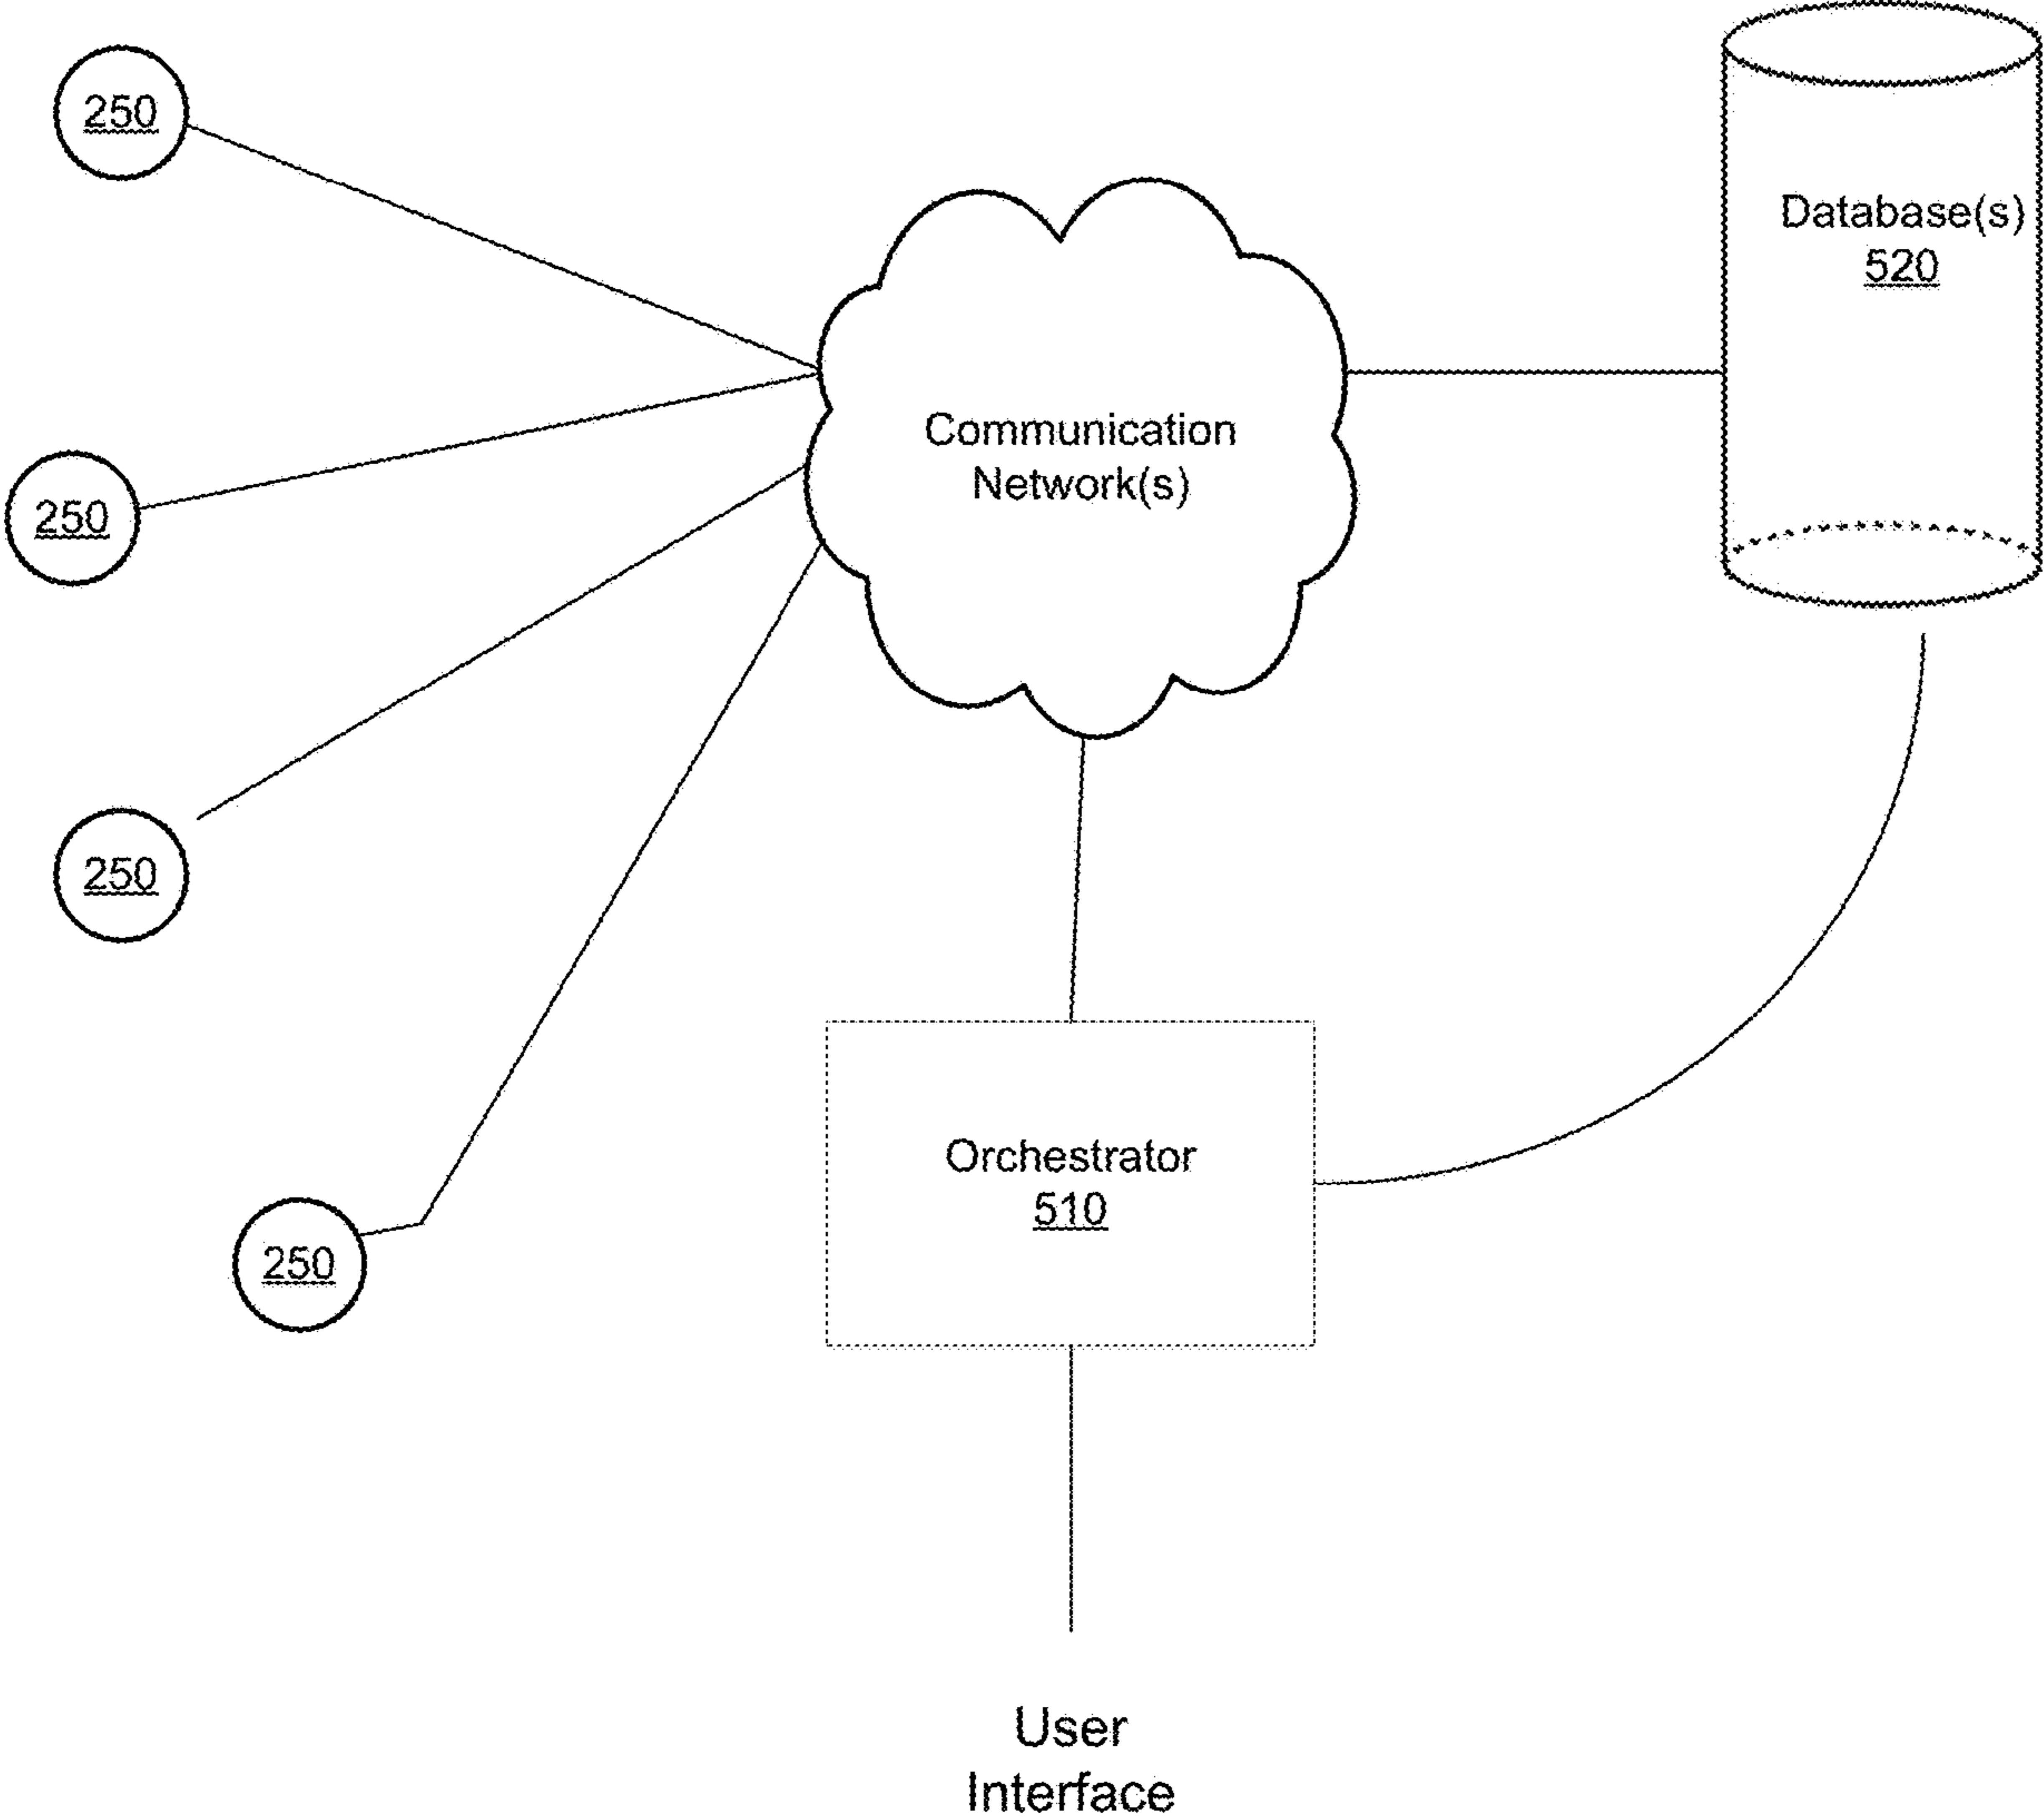 250
Database(s)
520
Communication
Network(s)
250
250
Orchestrator
510
250
User
Interface